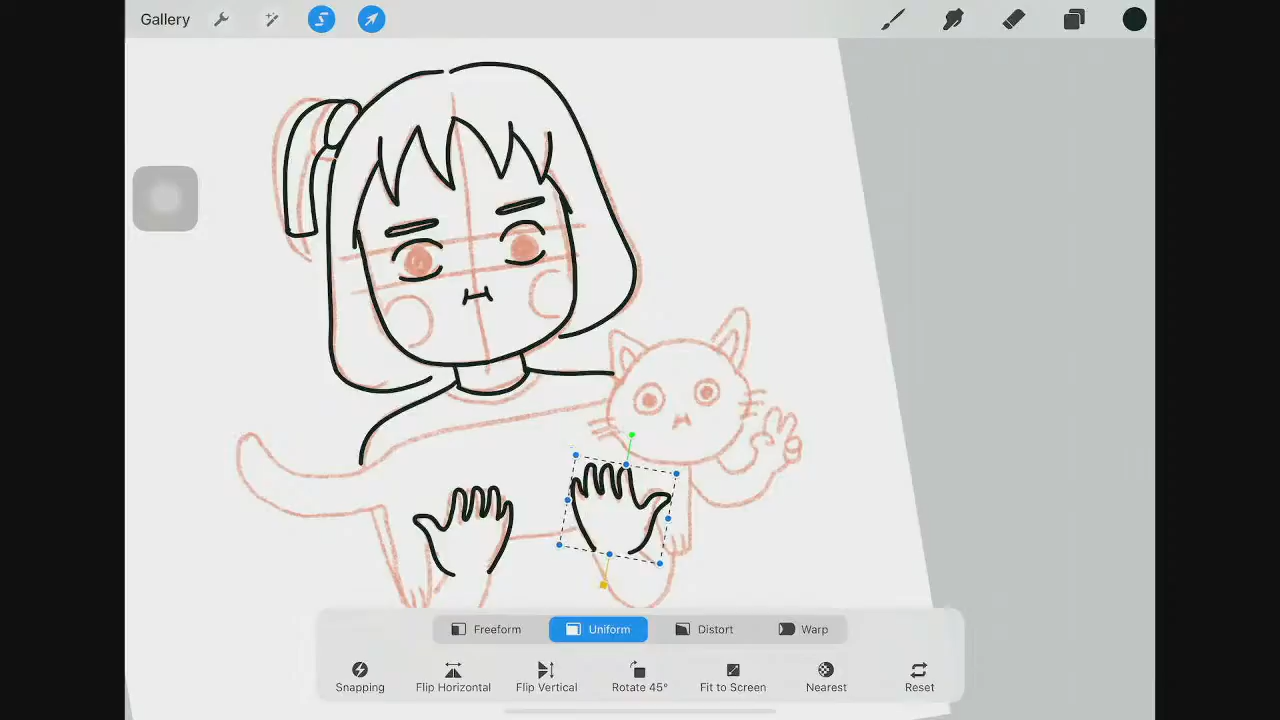 Gallery
Freeform Uniform Distort Warp
Snapping Flip Horizontal Flip Vertical Rotate 45° Fit to Screen Nearest Reset